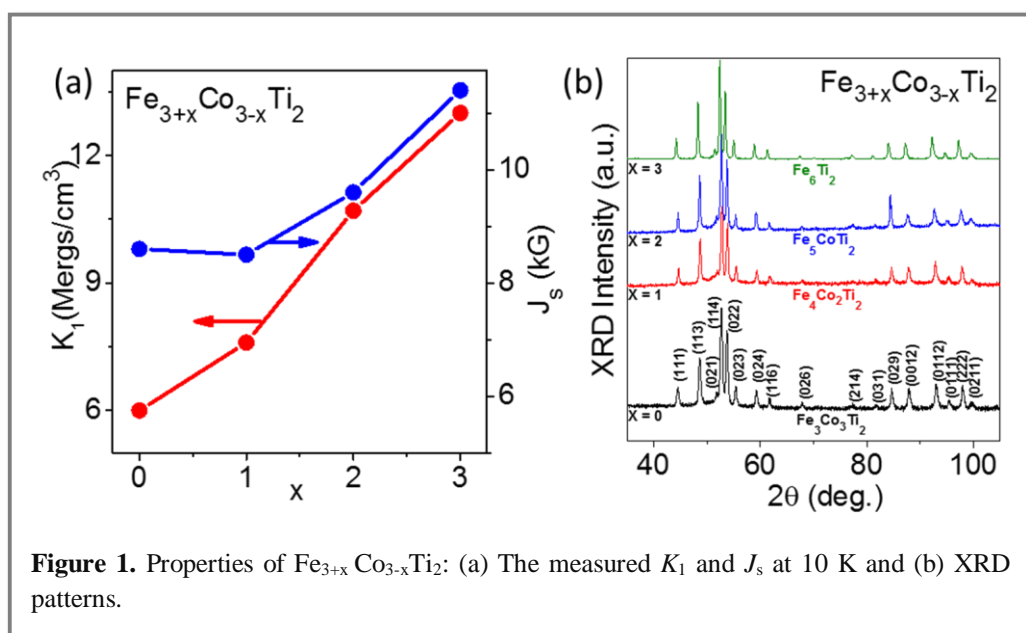 (a)
Fe3+xCo3-xTi2
K1(Mergs/cm3)
12
9
6
10
8
6
Js (kG)
0 1 2 3
x
(b)
Fe3+xCo3-xTi2
XRD Intensity (a.u.)
X = 3
Fe6Ti2
X = 2
Fe5CoTi2
X = 1
Fe4Co2Ti2
(111) (113) (021) (114) (022) (023) (024) (116) (026) (214) (031) (029) (0012) (0112) (0111) (222) (0211)
X = 0
Fe3Co3Ti2
40 60 80 100
2θ (deg.)
Figure 1. Properties of Fe3+x Co3-xTi2: (a) The measured K1 and Js at 10 K and (b) XRD
patterns.